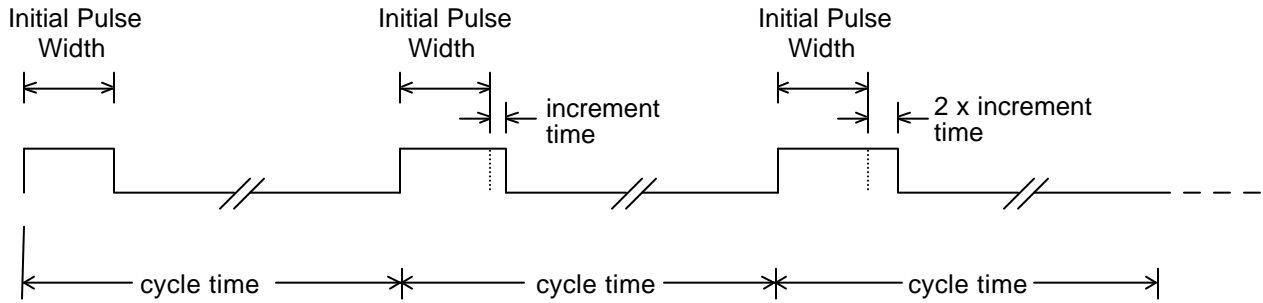 Initial Pulse
Width
Initial Pulse
Width
Initial Pulse
Width
increment
time
2 x increment
time
cycle time
cycle time
cycle time